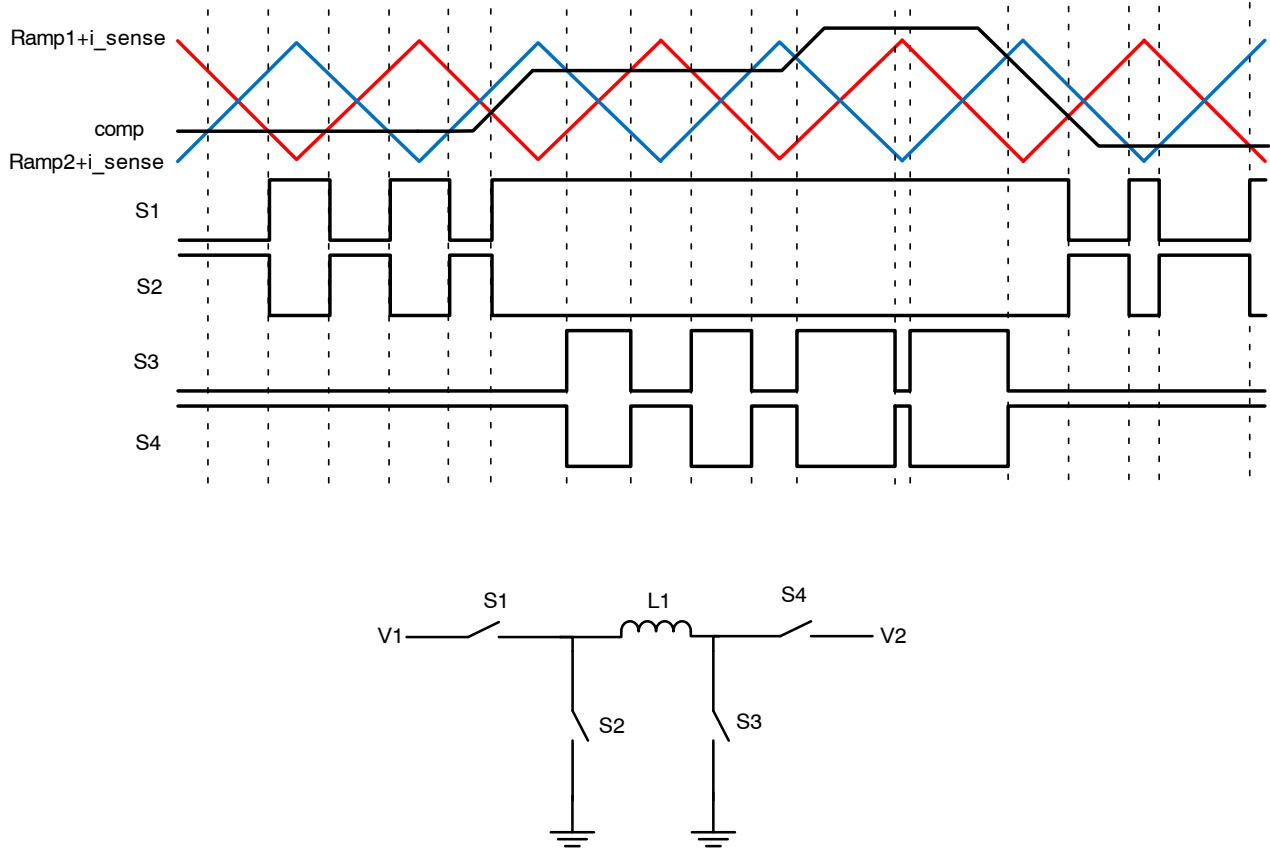 Ramp1+i_sense
comp
Ramp2+i_sense
S1
S2
S3
S4
S1
L1
S4
V1
V2
S2
S3